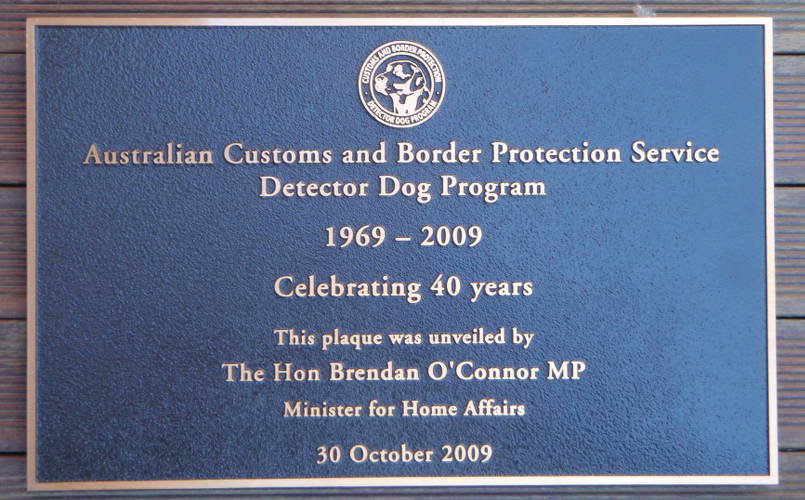 CUSTOMS AND BORDER PROTECTION
DETECTOR DOG PROGRAM
Australian Customs and Border Protection Service
Detector Dog Program
1969 – 2009
Celebrating 40 years
This plaque was unveiled by
The Hon Brendan O'Connor MP
Minister for Home Affairs
30 October 2009